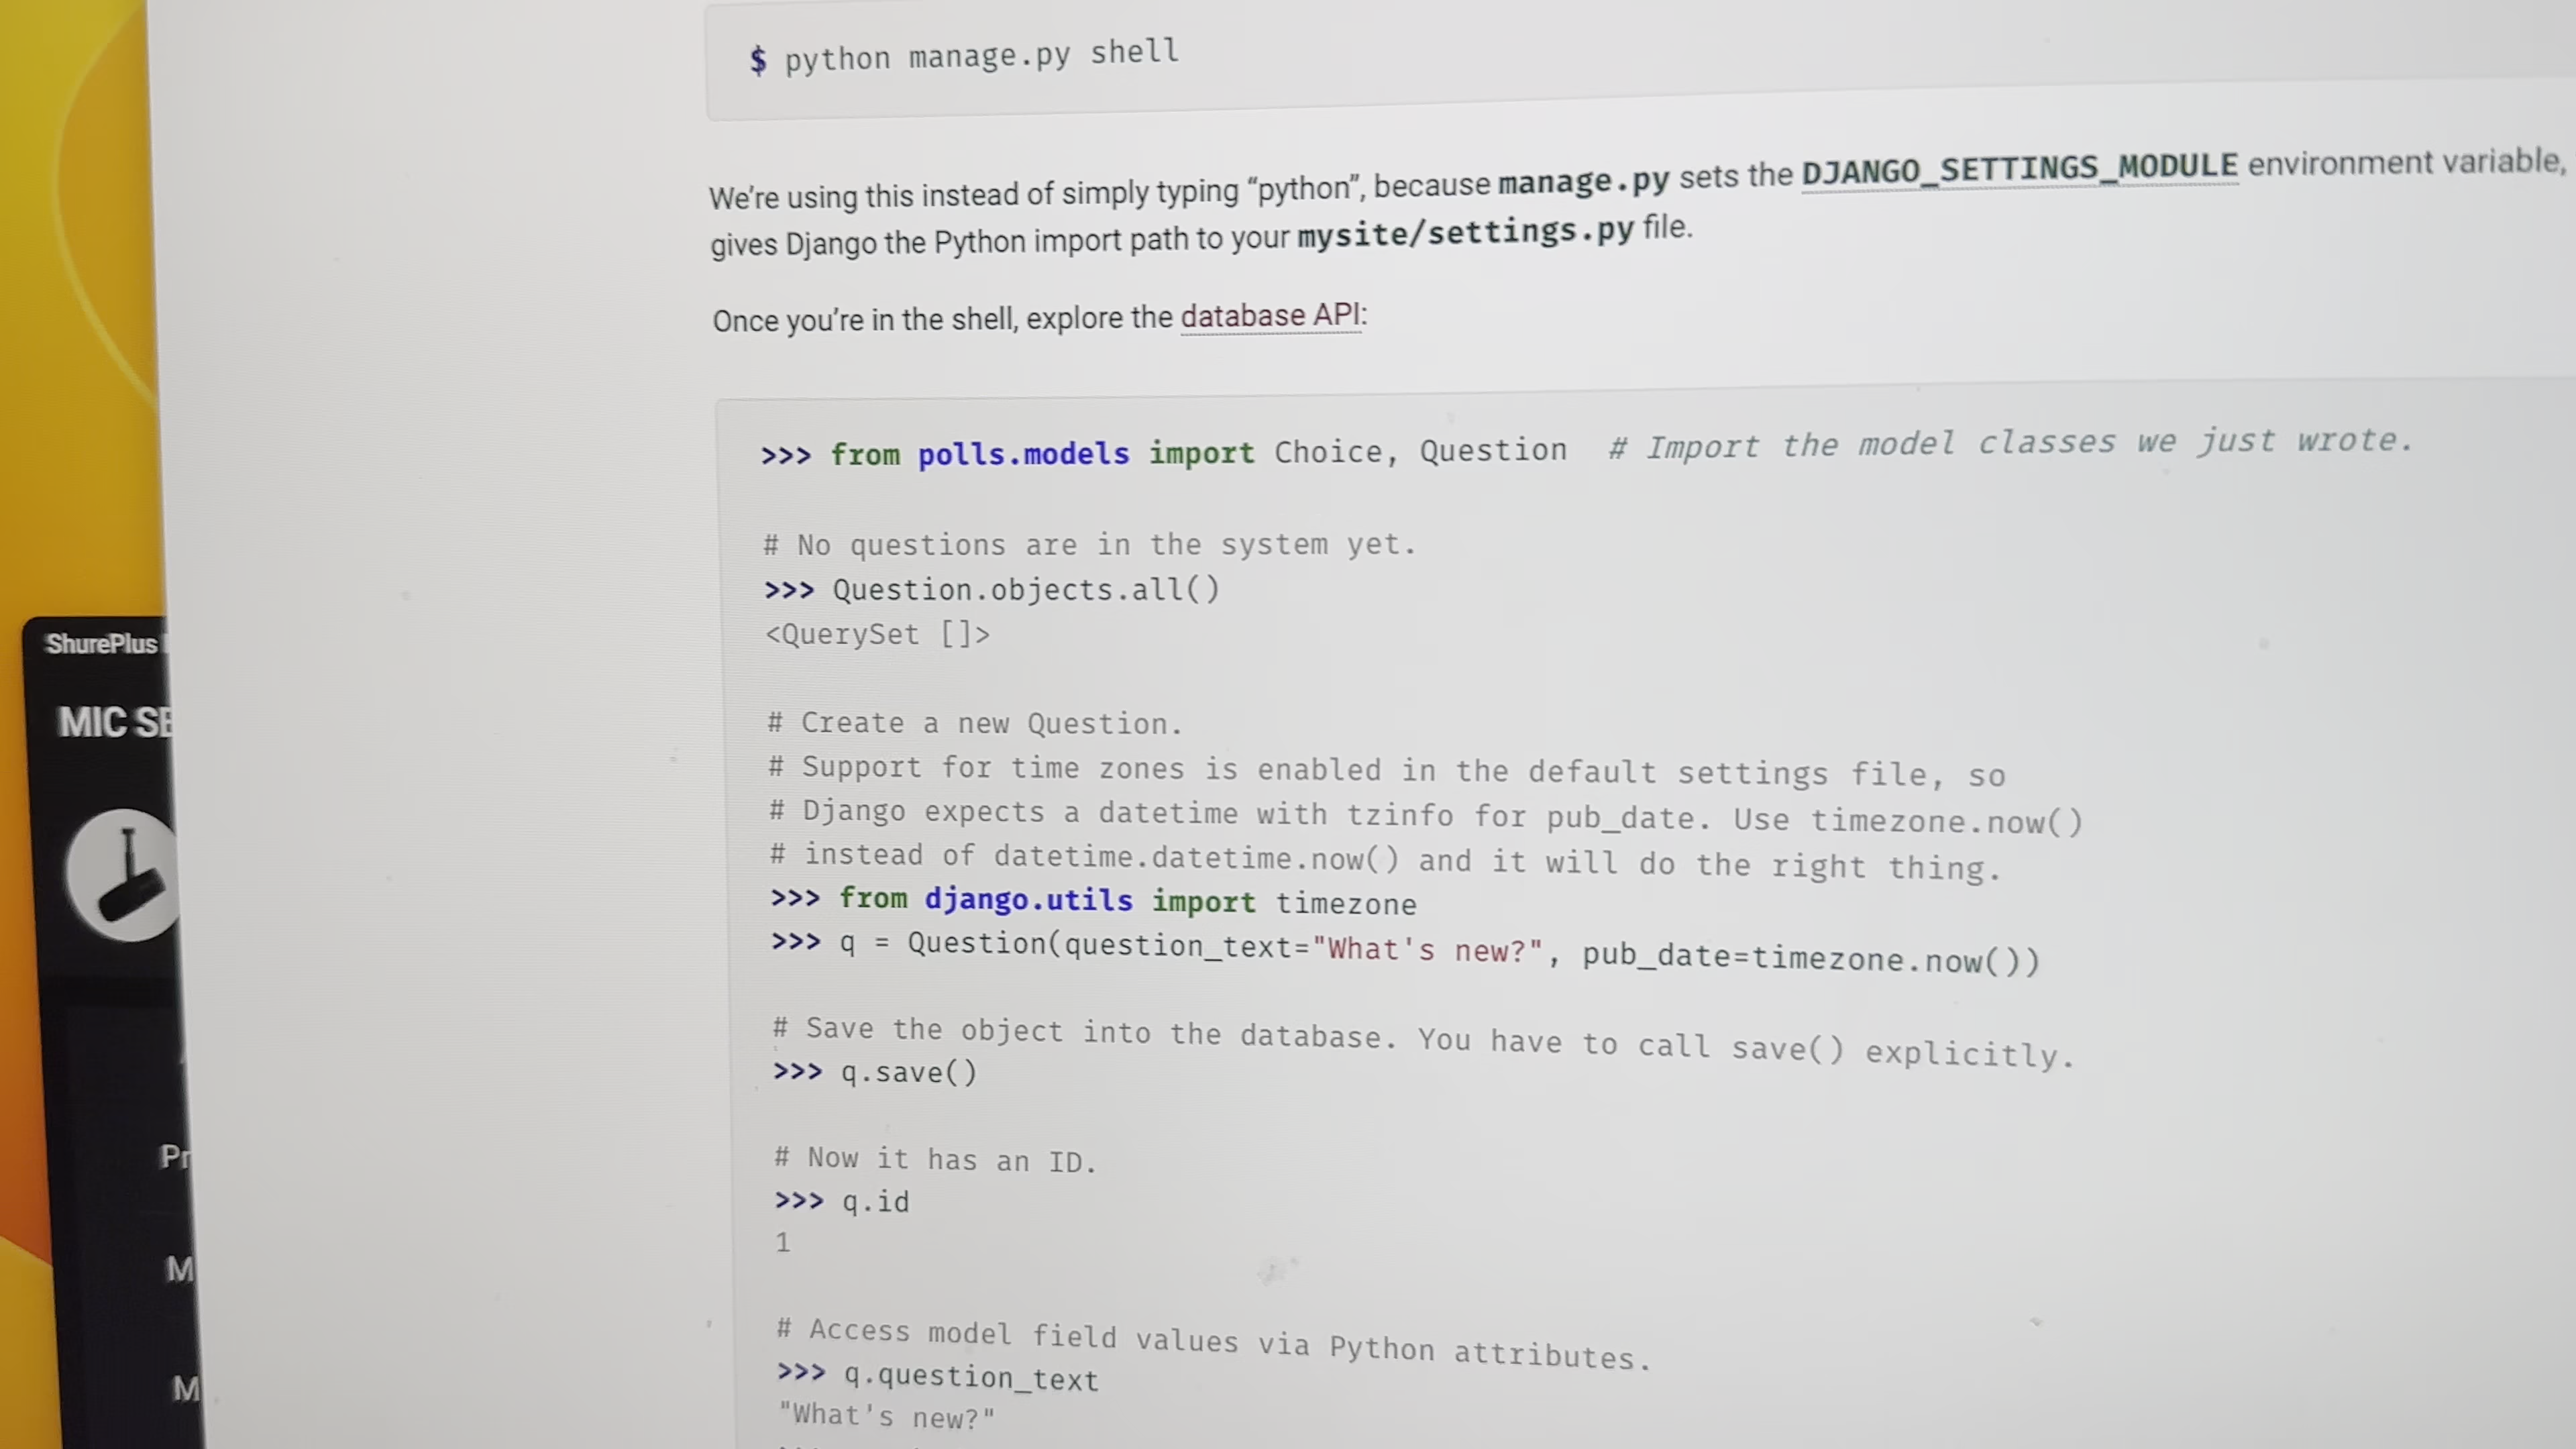 $ python manage.py shell
We're using this instead of simply typing “python”, because manage.py sets the DJANGO_SETTINGS_MODULE environment variable,
gives Django the Python import path to your mysite/settings.py file.
Once you're in the shell, explore the database API:
>>> from polls.models import Choice, Question  # Import the model classes we just wrote.
# No questions are in the system yet.
>>> Question.objects.all()
<QuerySet []>
# Create a new Question.
# Support for time zones is enabled in the default settings file, so
# Django expects a datetime with tzinfo for pub_date. Use timezone.now()
# instead of datetime.datetime.now() and it will do the right thing.
>>> from django.utils import timezone
>>> q = Question(question_text="What's new?", pub_date=timezone.now())
# Save the object into the database. You have to call save() explicitly.
>>> q.save()
# Now it has an ID.
>>> q.id
1
# Access model field values via Python attributes.
>>> q.question_text
"What's new?"
ShurePlus
MIC SE
Pr
M
M